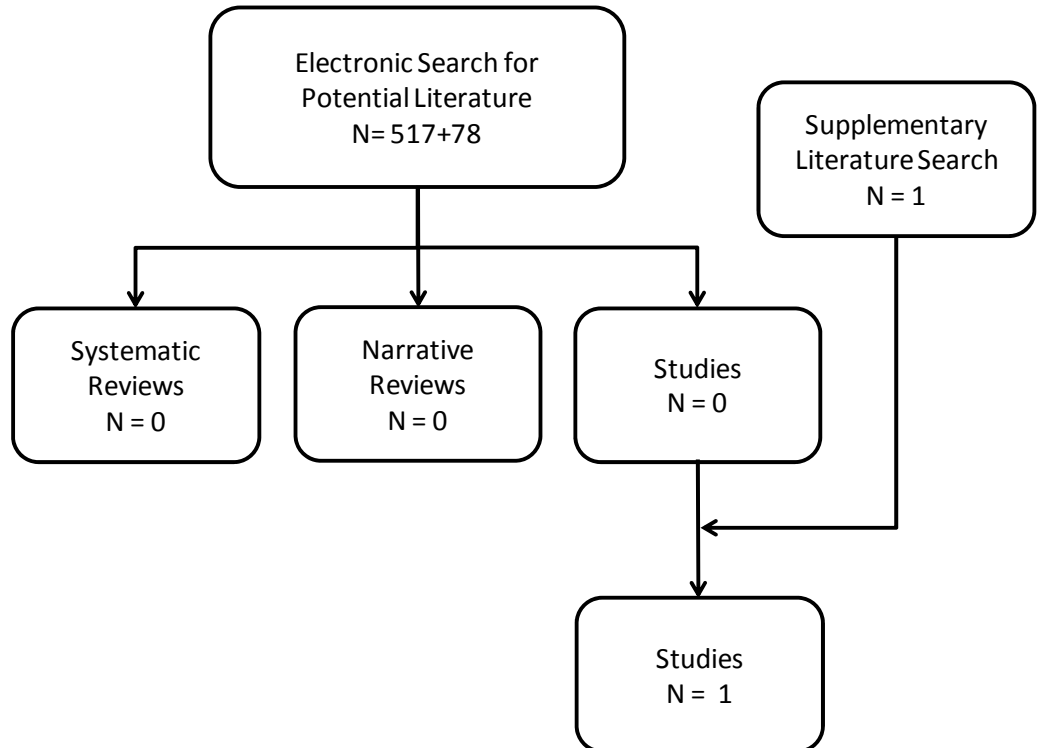 Electronic Search for
Potential Literature
N= 517+78
Supplementary
Literature Search
N = 1
Systematic
Reviews
N = 0
Narrative
Reviews
N = 0
Studies
N = 0
Studies
N = 1